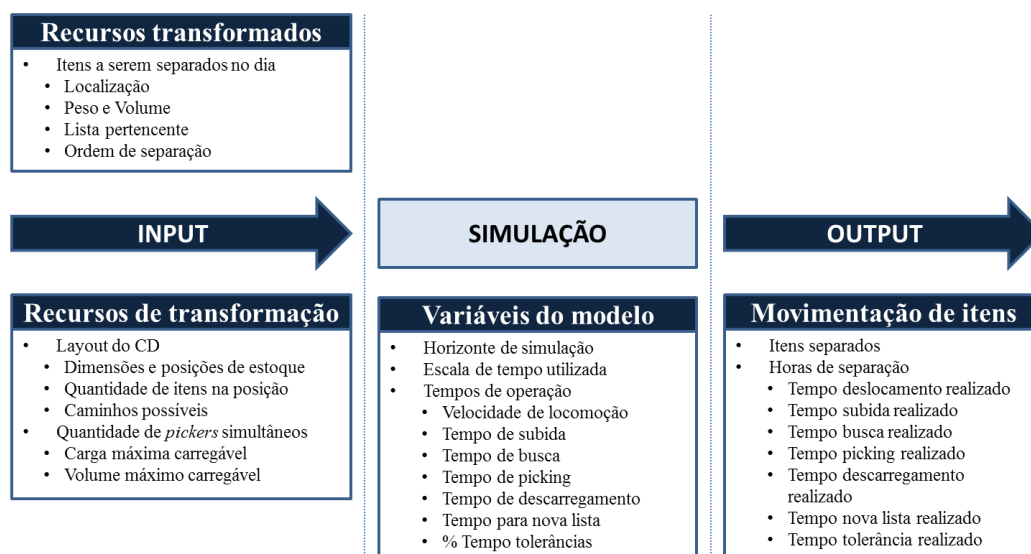 Recursos transformados
• Itens a serem separados no dia
• Localização
• Peso e Volume
• Lista pertencente
• Ordem de separação
INPUT
SIMULAÇÃO
OUTPUT
Recursos de transformação
• Layout do CD
• Dimensões e posições de estoque
• Quantidade de itens na posição
• Caminhos possíveis
• Quantidade de pickers simultâneos
• Carga máxima carregável
• Volume máximo carregável
Variáveis do modelo
• Horizonte de simulação
• Escala de tempo utilizada
• Tempos de operação
• Velocidade de locomoção
• Tempo de subida
• Tempo de busca
• Tempo de picking
• Tempo de descarregamento
• Tempo para nova lista
• % Tempo tolerâncias
Movimentação de itens
• Itens separados
• Horas de separação
• Tempo deslocamento realizado
• Tempo subida realizado
• Tempo busca realizado
• Tempo picking realizado
• Tempo descarregamento
realizado
• Tempo nova lista realizado
• Tempo tolerância realizado